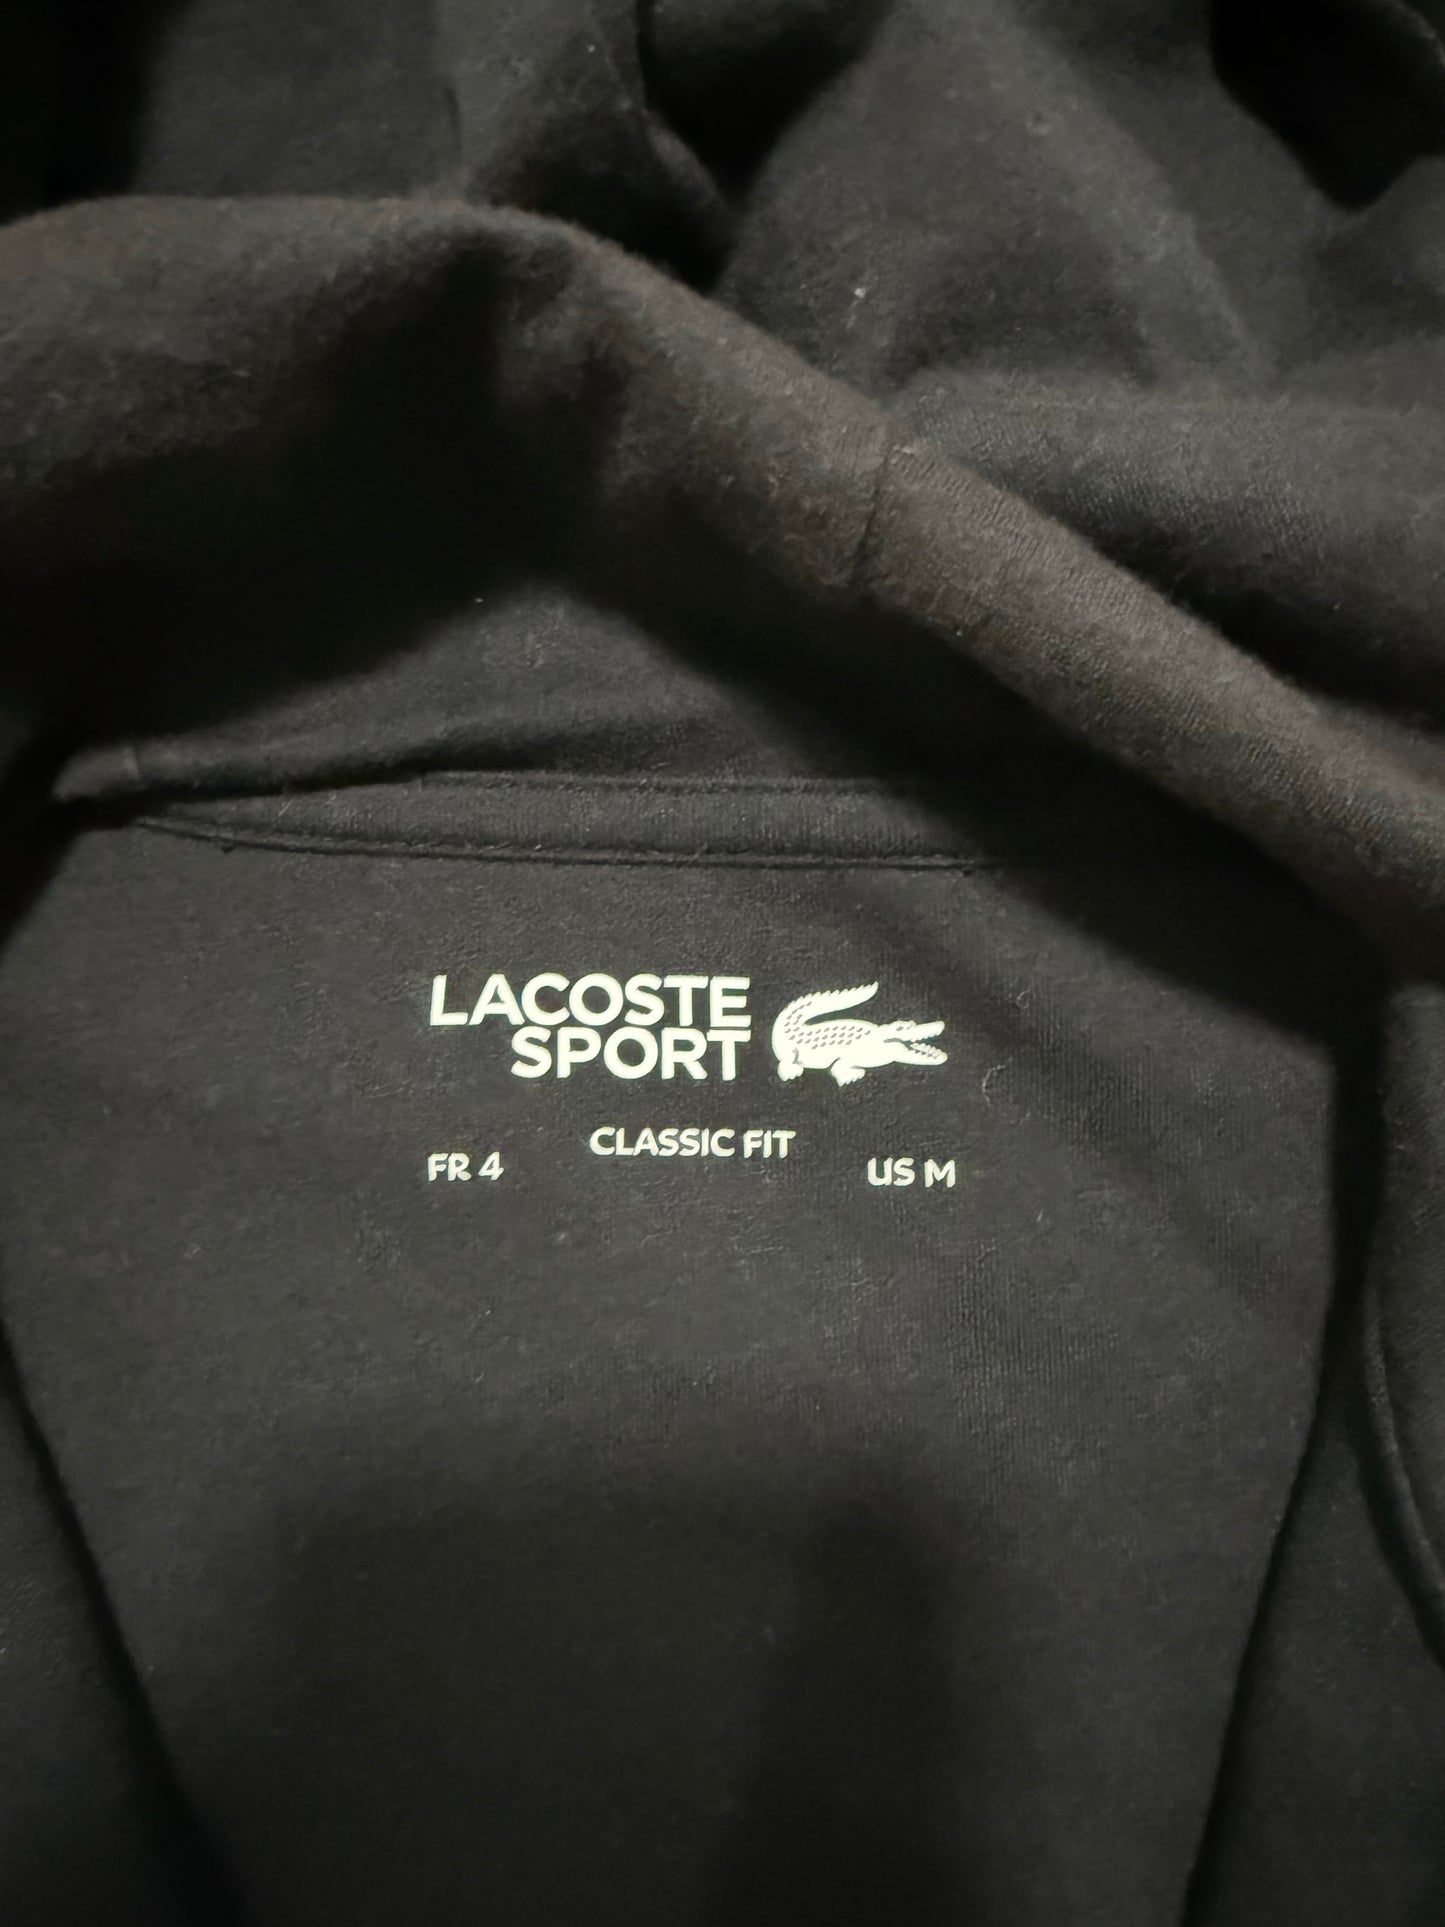 LACOSTE
SPORT
CLASSIC FIT
FR 4
US M